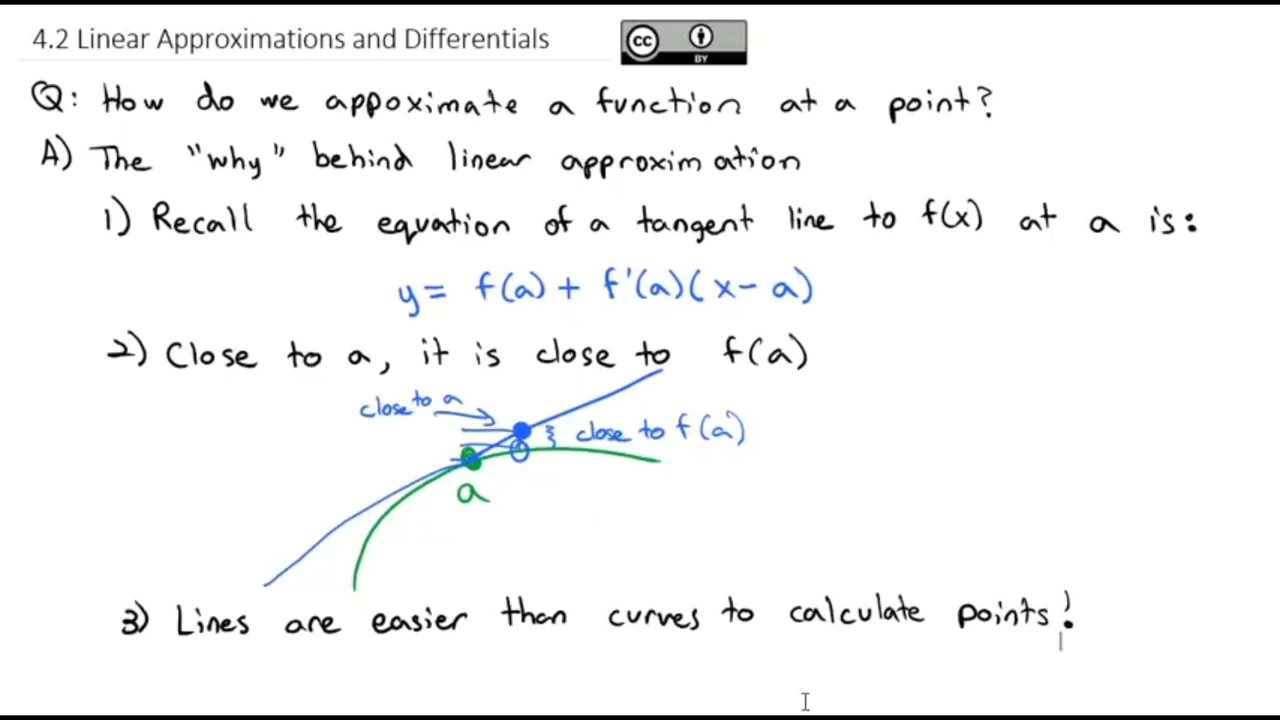 4.2 Linear Approximations and Differentials
cc BY
Q: How do we appoximate a function at a point?
A) The "why" behind linear approximation
1) Recall the equation of a tangent line to f(x) at a is:
y = f(a) + f'(a)(x - a)
2) Close to a, it is close to f(a)
close to a
close to f(a)
a
3) Lines are easier than curves to calculate points!